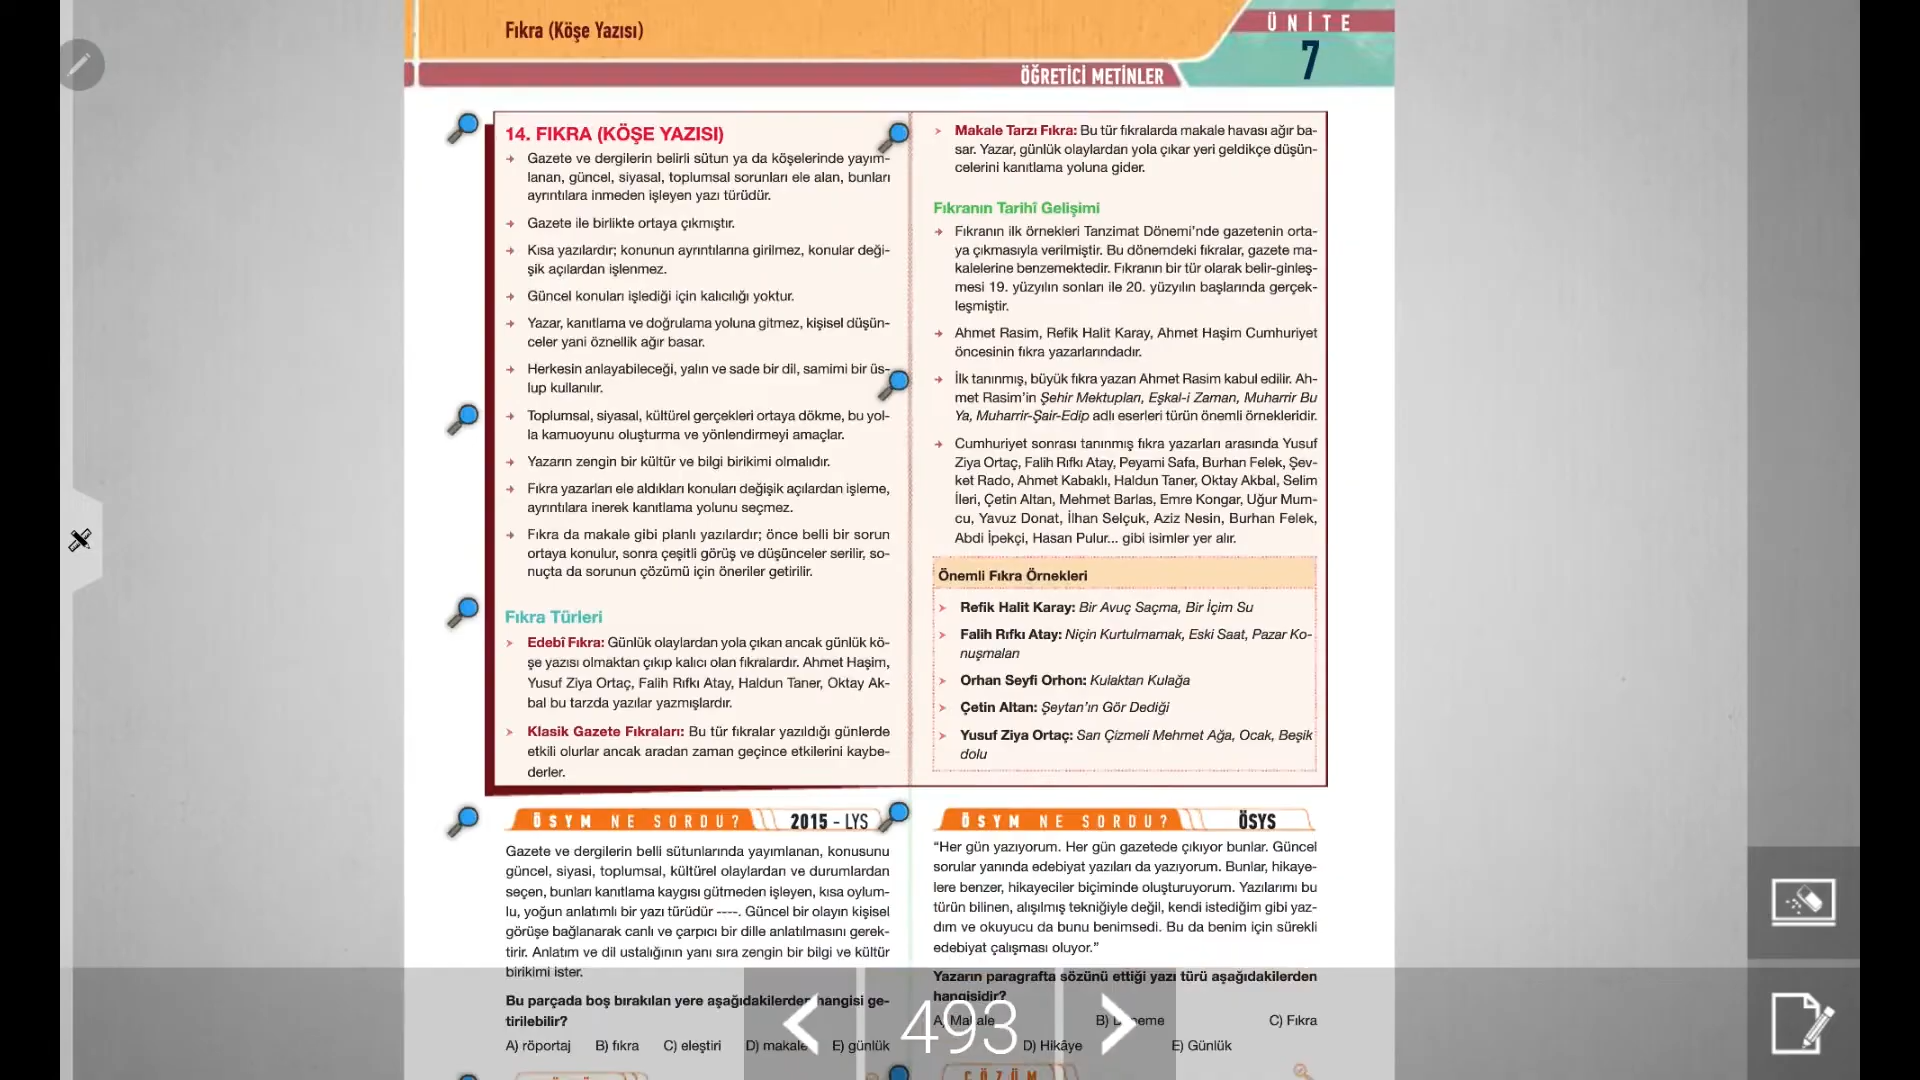 Fıkra (Köşe Yazısı)
ÜNİTE
7
ÖĞRETİCİ METİNLER
14. FIKRA (KÖŞE YAZISI)
Gazete ve dergilerin belirli sütun ya da köşelerinde yayım-
lanan, güncel, siyasal, toplumsal sorunları ele alan, bunları
ayrıntılara inmeden işleyen yazı türüdür.
Gazete ile birlikte ortaya çıkmıştır.
Kısa yazılardır; konunun ayrıntılarına girilmez, konular deği-
şik açılardan işlenmez.
Güncel konuları işlediği için kalıcılığı yoktur.
Yazar, kanıtlama ve doğrulama yoluna gitmez, kişisel düşün-
celer yani öznellik ağır basar.
Herkesin anlayabileceği, yalın ve sade bir dil, samimi bir üs-
lup kullanılır.
Toplumsal, siyasal, kültürel gerçekleri ortaya dökme, bu yol-
la kamuoyunu oluşturma ve yönlendirmeyi amaçlar.
Yazarın zengin bir kültür ve bilgi birikimi olmalıdır.
Fıkra yazarları ele aldıkları konuları değişik açılardan işleme,
ayrıntılara inerek kanıtlama yolunu seçmez.
Fıkra da makale gibi planlı yazılardır; önce belli bir sorun
ortaya konulur, sonra çeşitli görüş ve düşünceler serilir, so-
nuçta da sorunun çözümü için öneriler getirilir.
Fıkra Türleri
Edebî Fıkra: Günlük olaylardan yola çıkan ancak günlük kö-
şe yazısı olmaktan çıkıp kalıcı olan fıkralardır. Ahmet Haşim,
Yusuf Ziya Ortaç, Falih Rıfkı Atay, Haldun Taner, Oktay Ak-
bal bu tarzda yazılar yazmışlardır.
Klasik Gazete Fıkraları: Bu tür fıkralar yazıldığı günlerde
etkili olurlar ancak aradan zaman geçince etkilerini kaybe-
derler.
Makale Tarzı Fıkra: Bu tür fıkralarda makale havası ağır ba-
sar. Yazar, günlük olaylardan yola çıkar yeri geldikçe düşün-
celerini kanıtlama yoluna gider.
Fıkranın Tarihî Gelişimi
Fıkranın ilk örnekleri Tanzimat Dönemi'nde gazetenin orta-
ya çıkmasıyla verilmiştir. Bu dönemdeki fıkralar, gazete ma-
kalelerine benzemektedir. Fıkranın bir tür olarak belir-ginleş-
mesi 19. yüzyılın sonları ile 20. yüzyılın başlarında gerçek-
leşmiştir.
Ahmet Rasim, Refik Halit Karay, Ahmet Haşim Cumhuriyet
öncesinin fıkra yazarlarındadır.
İlk tanınmış, büyük fıkra yazarı Ahmet Rasim kabul edilir. Ah-
met Rasim'in Şehir Mektupları, Eşkal-i Zaman, Muharrir Bu
Ya, Muharrir-Şair-Edip adlı eserleri türün önemli örnekleridir.
Cumhuriyet sonrası tanınmış fıkra yazarları arasında Yusuf
Ziya Ortaç, Falih Rıfkı Atay, Peyami Safa, Burhan Felek, Şev-
ket Rado, Ahmet Kabaklı, Haldun Taner, Oktay Akbal, Selim
İleri, Çetin Altan, Mehmet Barlas, Emre Kongar, Uğur Mum-
cu, Yavuz Donat, İlhan Selçuk, Aziz Nesin, Burhan Felek,
Abdi İpekçi, Hasan Pulur... gibi isimler yer alır.
Önemli Fıkra Örnekleri
Refik Halit Karay: Bir Avuç Saçma, Bir İçim Su
Falih Rıfkı Atay: Niçin Kurtulmamak, Eski Saat, Pazar Ko-
nuşmaları
Orhan Seyfi Orhon: Kulaktan Kulağa
Çetin Altan: Şeytan'ın Gör Dediği
Yusuf Ziya Ortaç: Sarı Çizmeli Mehmet Ağa, Ocak, Beşik
dolu
ÖSYM NE SORDU? 2015 - LYS
Gazete ve dergilerin belli sütunlarında yayımlanan, konusunu
güncel, siyasi, toplumsal, kültürel olaylardan ve durumlardan
seçen, bunları kanıtlama kaygısı gütmeden işleyen, kısa oylum-
lu, yoğun anlatımlı bir yazı türüdür ----. Güncel bir olayın kişisel
görüşe bağlanarak canlı ve çarpıcı bir dille anlatılmasını gerek-
tirir. Anlatım ve dil ustalığının yanı sıra zengin bir bilgi ve kültür
birikimi ister.
Bu parçada boş bırakılan yere aşağıdakilerden hangisi ge-
tirilebilir?
A) röportaj B) fıkra C) eleştiri D) makale E) günlük
ÖSYM NE SORDU? ÖSYS
“Her gün yazıyorum. Her gün gazetede çıkıyor bunlar. Güncel
sorular yanında edebiyat yazıları da yazıyorum. Bunlar, hikaye-
lere benzer, hikayeciler biçiminde oluşturuyorum. Yazılarımı bu
türün bilinen, alışılmış tekniğiyle değil, kendi istediğim gibi yaz-
dım ve okuyucu da bunu benimsedi. Bu da benim için sürekli
edebiyat çalışması oluyor.”
Yazarın paragrafta sözünü ettiği yazı türü aşağıdakilerden
hangisidir?
A) Makale B) Deneme C) Fıkra
D) Hikâye E) Günlük
493
ÇÖZÜM